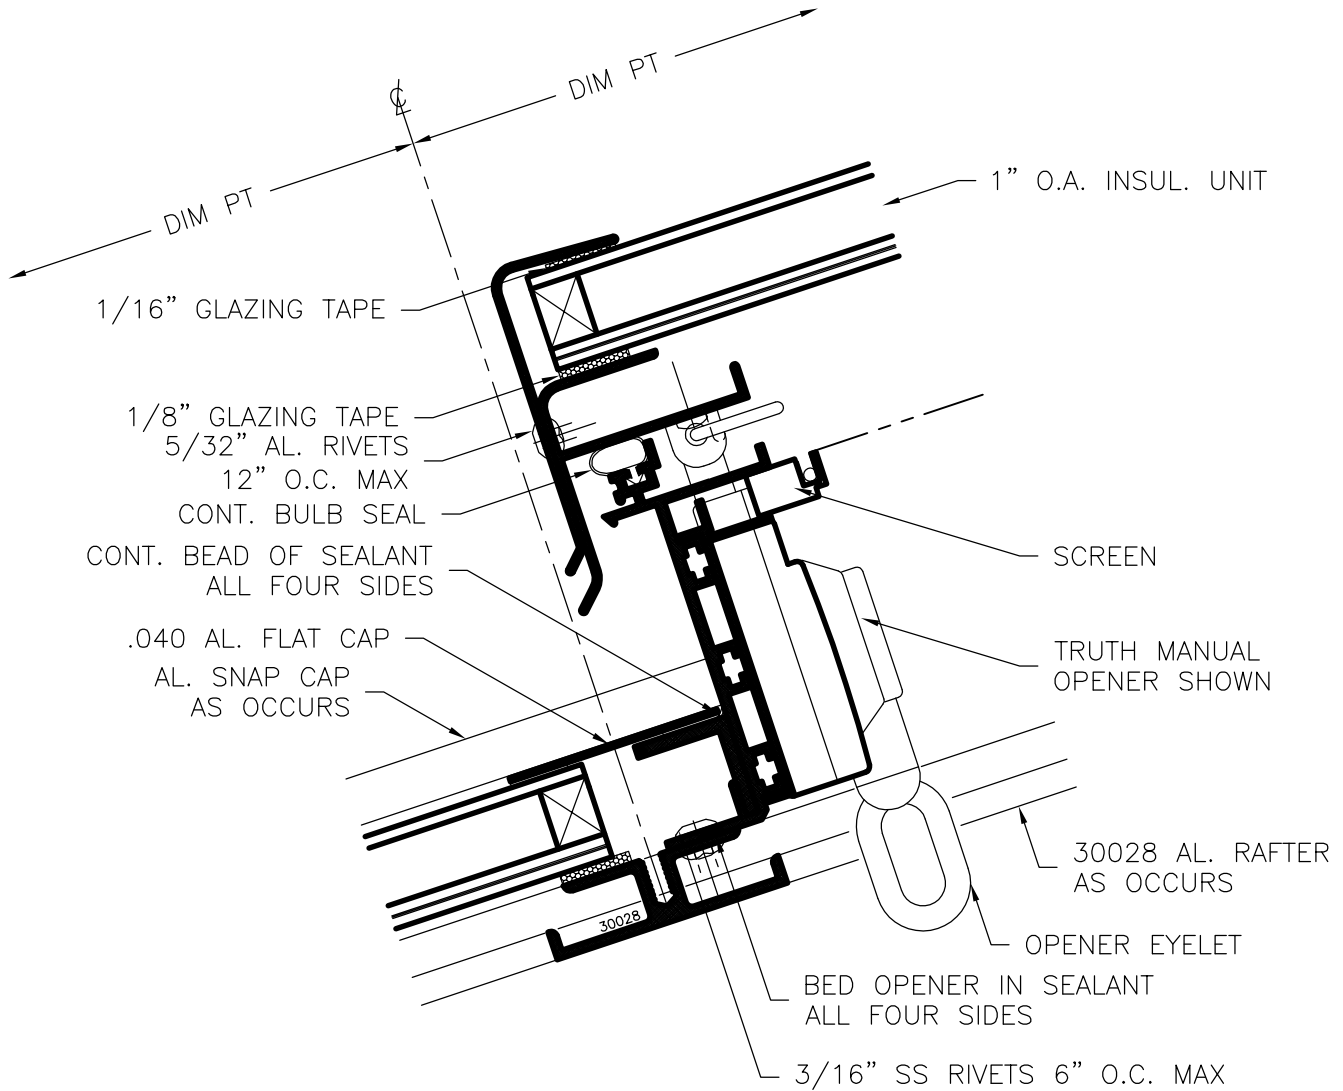 DIM PT
℄
DIM PT
1” O.A. INSUL. UNIT
1/16” GLAZING TAPE
1/8” GLAZING TAPE
5/32” AL. RIVETS
12” O.C. MAX
CONT. BULB SEAL
CONT. BEAD OF SEALANT
ALL FOUR SIDES
.040 AL. FLAT CAP
AL. SNAP CAP
AS OCCURS
SCREEN
TRUTH MANUAL
OPENER SHOWN
30028 AL. RAFTER
AS OCCURS
30028
OPENER EYELET
BED OPENER IN SEALANT
ALL FOUR SIDES
3/16” SS RIVETS 6” O.C. MAX